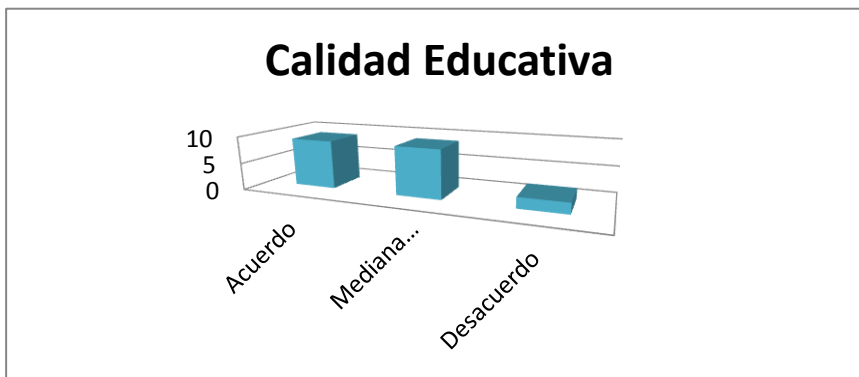 Calidad Educativa
10
5
0
Acuerdo
Mediana...
Desacuerdo